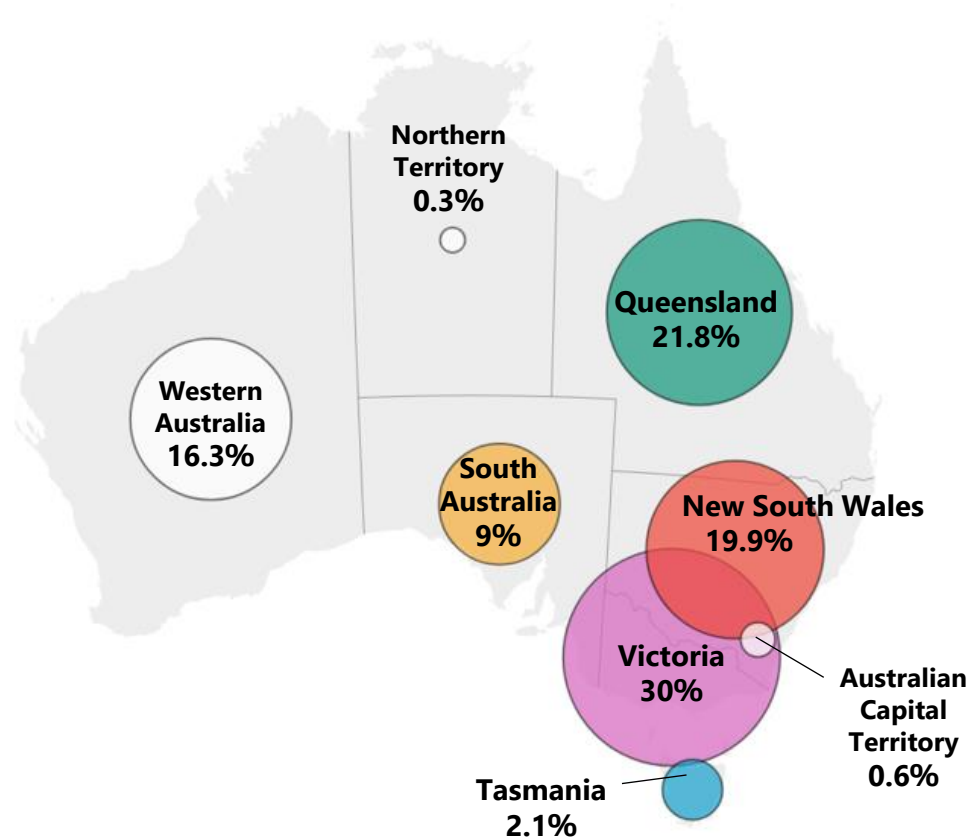 Northern
Territory
0.3%
Queensland
21.8%
Western
Australia
16.3%
South
Australia
9%
New South Wales
19.9%
Victoria
30%
Australian
Capital
Territory
0.6%
Tasmania
2.1%